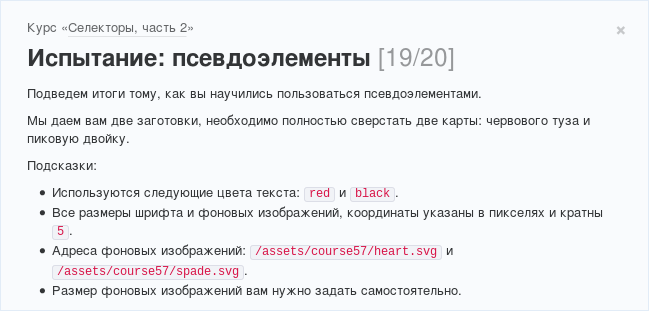 Курс «Селекторы, часть 2»
×
Испытание: псевдоэлементы [19/20]
Подведем итоги тому, как вы научились пользоваться псевдоэлементами.
Мы даем вам две заготовки, необходимо полностью сверстать две карты: червового туза и
пиковую двойку.
Подсказки:
• Используются следующие цвета текста: red и black.
• Все размеры шрифта и фоновых изображений, координаты указаны в пикселях и кратны
5.
• Адреса фоновых изображений: /assets/course57/heart.svg и
/assets/course57/spade.svg.
• Размер фоновых изображений вам нужно задать самостоятельно.